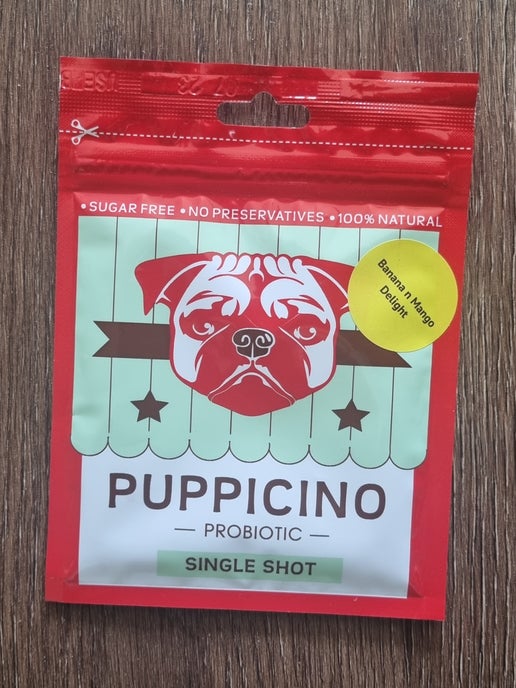 • SUGAR FREE • NO PRESERVATIVES • 100% NATURAL
Banana n Mango
Delight
PUPPICINO
— PROBIOTIC —
SINGLE SHOT